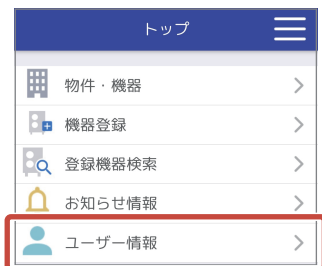 トップ
物件・機器
機器登録
登録機器検索
お知らせ情報
ユーザー情報